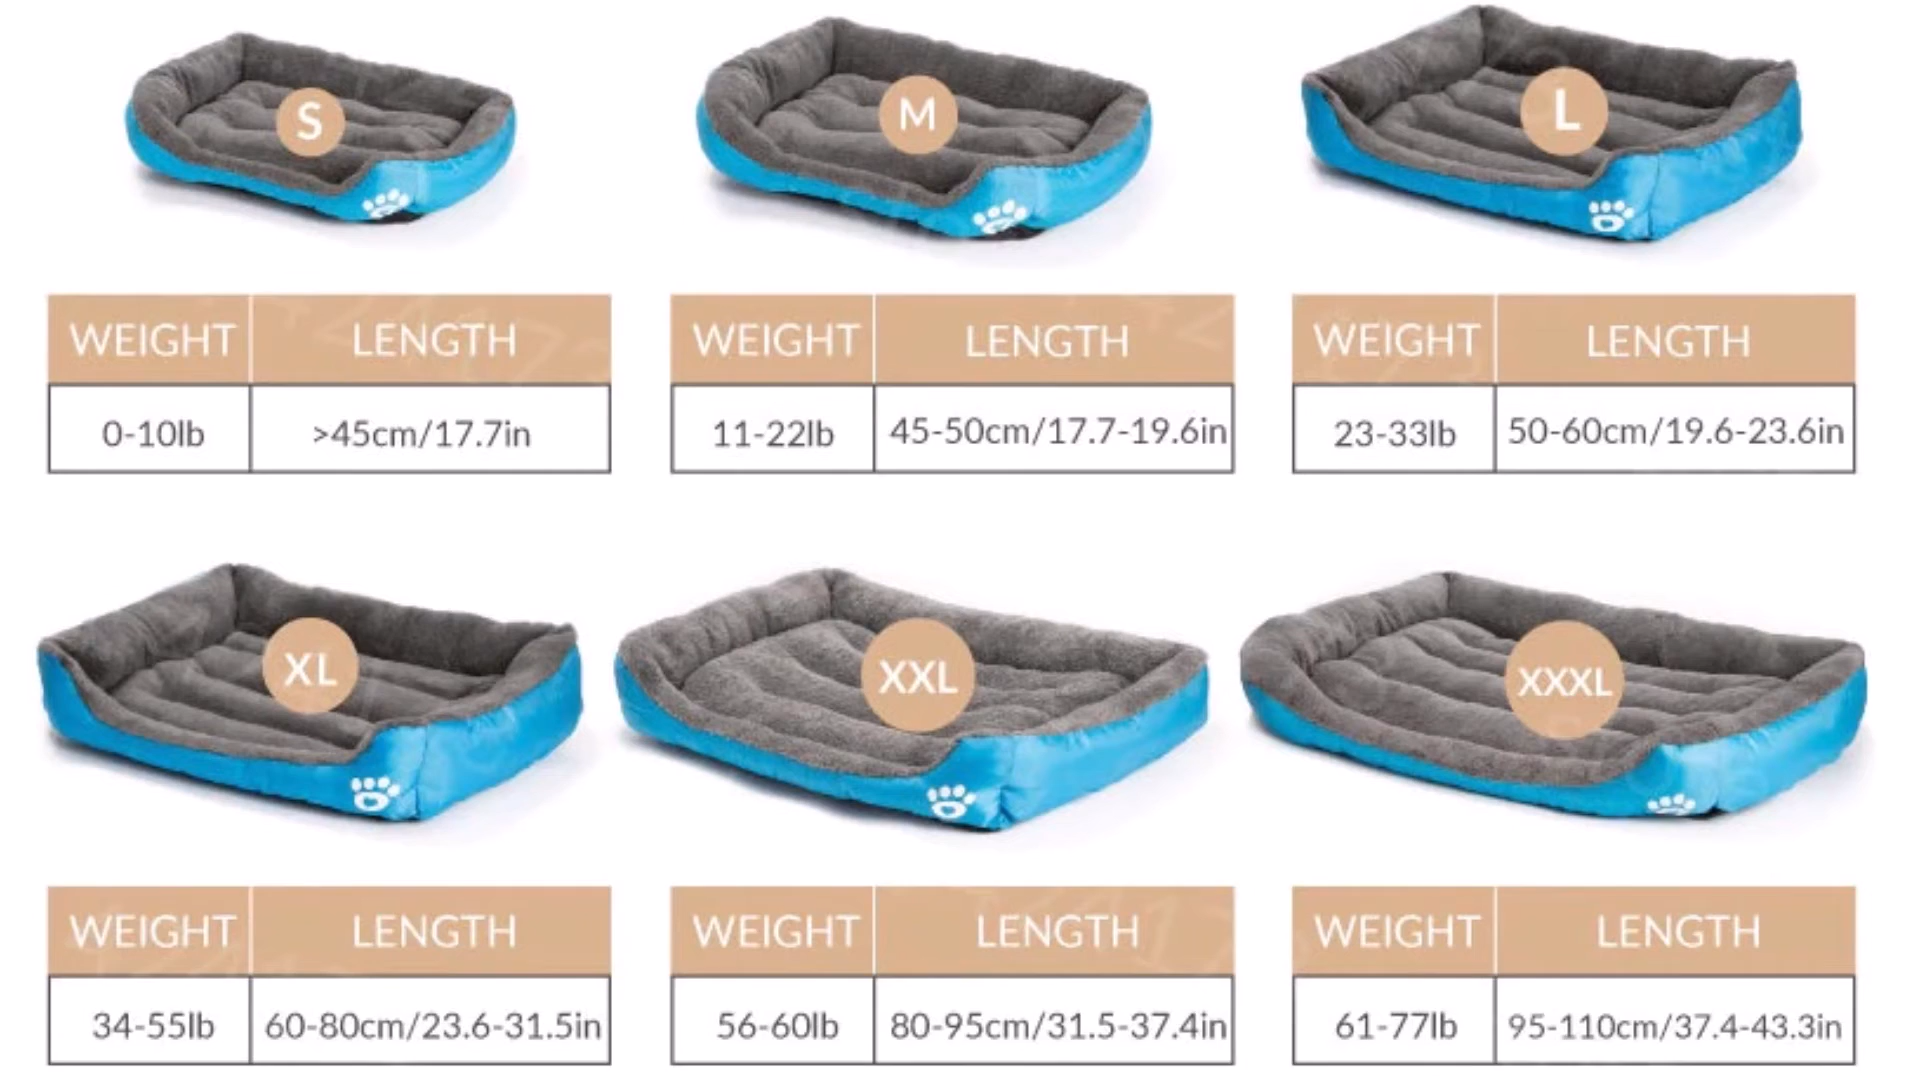 S
M
L
WEIGHT LENGTH
0-10lb >45cm/17.7in
WEIGHT LENGTH
11-22lb 45-50cm/17.7-19.6in
WEIGHT LENGTH
23-33lb 50-60cm/19.6-23.6in
XL
XXL
XXXL
WEIGHT LENGTH
34-55lb 60-80cm/23.6-31.5in
WEIGHT LENGTH
56-60lb 80-95cm/31.5-37.4in
WEIGHT LENGTH
61-77lb 95-110cm/37.4-43.3in